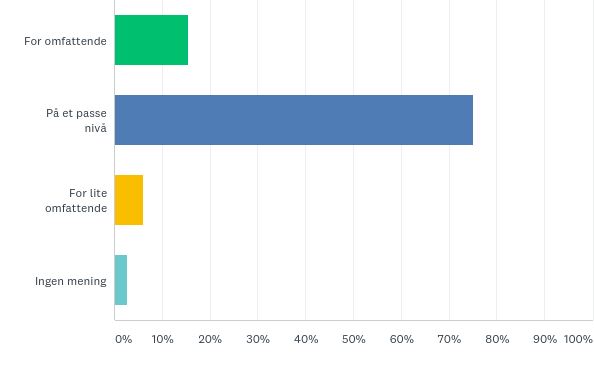 For omfattende
På et passe
nivå
For lite
omfattende
Ingen mening
0% 10% 20% 30% 40% 50% 60% 70% 80% 90% 100%